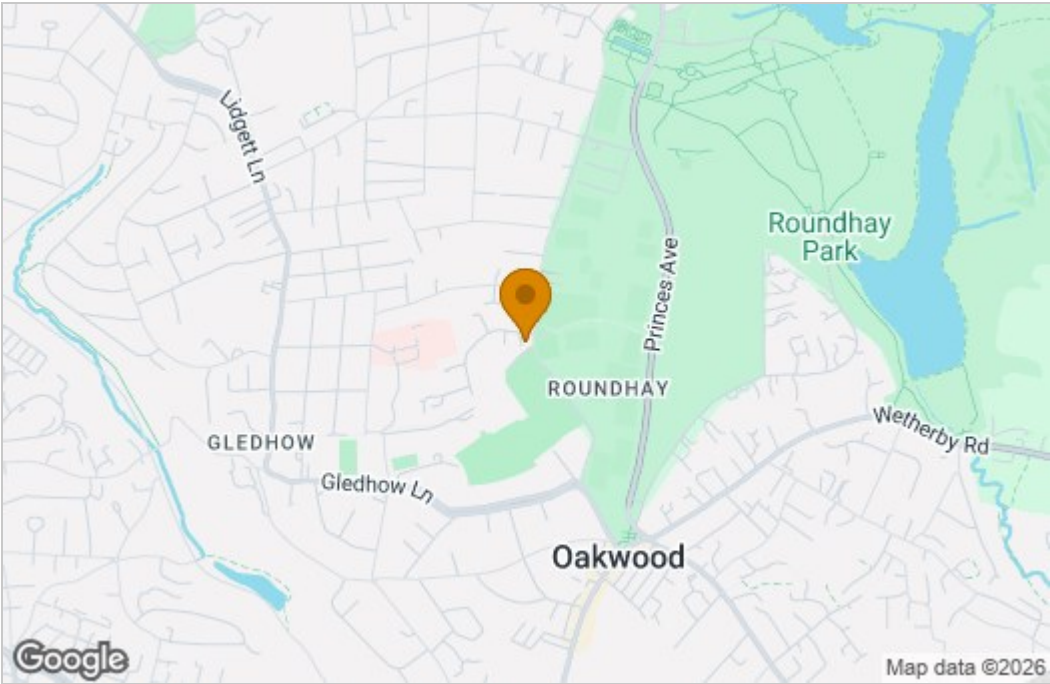 Lidgett Ln
Roundhay
Park
Princes Ave
ROUNDHAY
Wetherby Rd
GLEDHOW
Gledhow Ln
Oakwood
Google
Map data ©2026